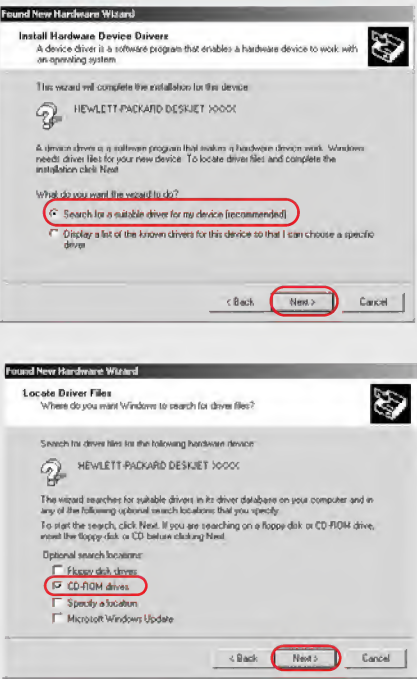 Found New Hardware Wizard
Install Hardware Device Drivers
A device driver is a software program that enables a hardware device to work with
an operating system.
This wizard will complete the installation for this device:
HEWLETT-PACKARD DESKJET XXXX
A device driver is a software program that makes a hardware device work. Windows
needs driver files for your new device. To locate driver files and complete the
installation click Next.
What do you want the wizard to do?
Search for a suitable driver for my device (recommended)
Display a list of the known drivers for this device so that I can choose a specific
driver
< Back
Next >
Cancel
Found New Hardware Wizard
Locate Driver Files
Where do you want Windows to search for driver files?
Search for driver files for the following hardware device:
HEWLETT-PACKARD DESKJET XXXX
The wizard searches for suitable drivers in its driver database on your computer and in
any of the following optional search locations that you specify.
To start the search, click Next. If you are searching on a floppy disk or CD-ROM drive,
insert the floppy disk or CD before clicking Next.
Optional search locations:
Floppy disk drives
CD-ROM drives
Specify a location
Microsoft Windows Update
< Back
Next >
Cancel